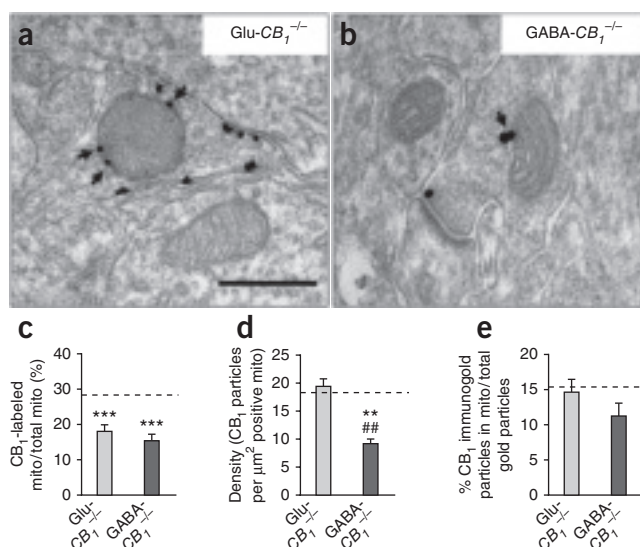 a
Glu-CB₁⁻/⁻
b
GABA-CB₁⁻/⁻
c
CB₁-labeled
mito/total mito (%)
40
30
20
10
0
***
***
Glu-
CB₁⁻/⁻
GABA-
CB₁⁻/⁻
d
Density (CB₁ particles
per μm² positive mito)
25
20
15
10
5
0
**
##
Glu-
CB₁⁻/⁻
GABA-
CB₁⁻/⁻
e
% CB₁ immunogold
particles in mito/total
gold particles
20
15
10
5
0
Glu-
CB₁⁻/⁻
GABA-
CB₁⁻/⁻